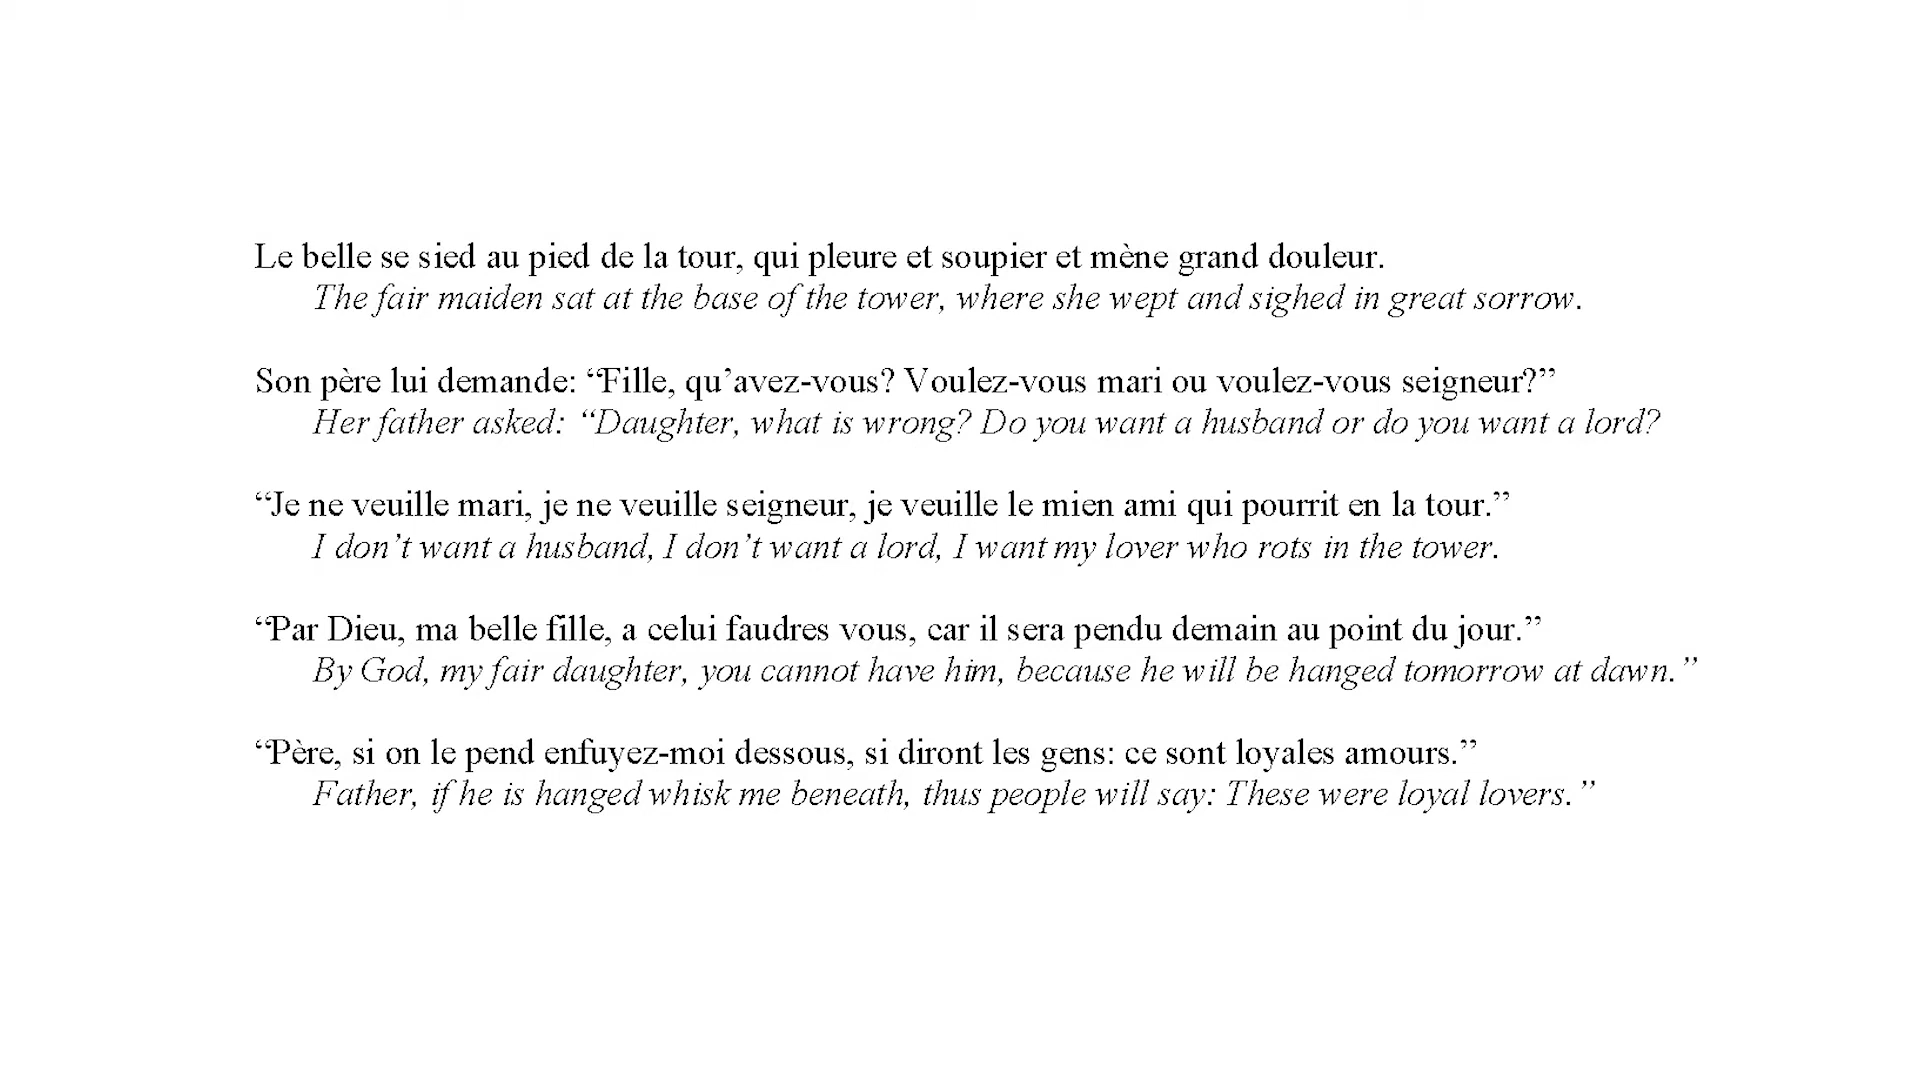 Le belle se sied au pied de la tour, qui pleure et soupier et mène grand douleur.
The fair maiden sat at the base of the tower, where she wept and sighed in great sorrow.
Son père lui demande: “Fille, qu’avez-vous? Voulez-vous mari ou voulez-vous seigneur?”
Her father asked: “Daughter, what is wrong? Do you want a husband or do you want a lord?
“Je ne veuille mari, je ne veuille seigneur, je veuille le mien ami qui pourrit en la tour.”
I don’t want a husband, I don’t want a lord, I want my lover who rots in the tower.
“Par Dieu, ma belle fille, a celui faudres vous, car il sera pendu demain au point du jour.”
By God, my fair daughter, you cannot have him, because he will be hanged tomorrow at dawn.”
“Père, si on le pend enfuyez-moi dessous, si diront les gens: ce sont loyales amours.”
Father, if he is hanged whisk me beneath, thus people will say: These were loyal lovers.”